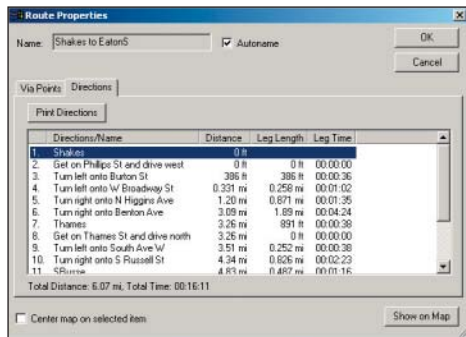 Route Properties
Name: Shakes to EatonS Autoname OK
Cancel
Via Points Directions
Print Directions
Directions/Name Distance Leg Length Leg Time
1. Shakes 0 ft
2. Get on Phillips St and drive west 0 ft 0 ft 00:00:00
3. Turn left onto Burton St 386 ft 386 ft 00:00:36
4. Turn left onto W Broadway St 0.331 mi 0.258 mi 00:01:02
5. Turn right onto N Higgins Ave 1.20 mi 0.871 mi 00:01:35
6. Turn right onto Benton Ave 3.09 mi 1.89 mi 00:04:24
7. Thames 3.26 mi 891 ft 00:00:38
8. Get on Thames St and drive north 3.26 mi 0 ft 00:00:00
9. Turn left onto South Ave W 3.51 mi 0.252 mi 00:00:38
10. Turn right onto S Russell St 4.34 mi 0.826 mi 00:02:23
11. SRusse 4.83 mi 0.487 mi 00:01:16
Total Distance: 6.07 mi, Total Time: 00:16:11
Center map on selected item Show on Map